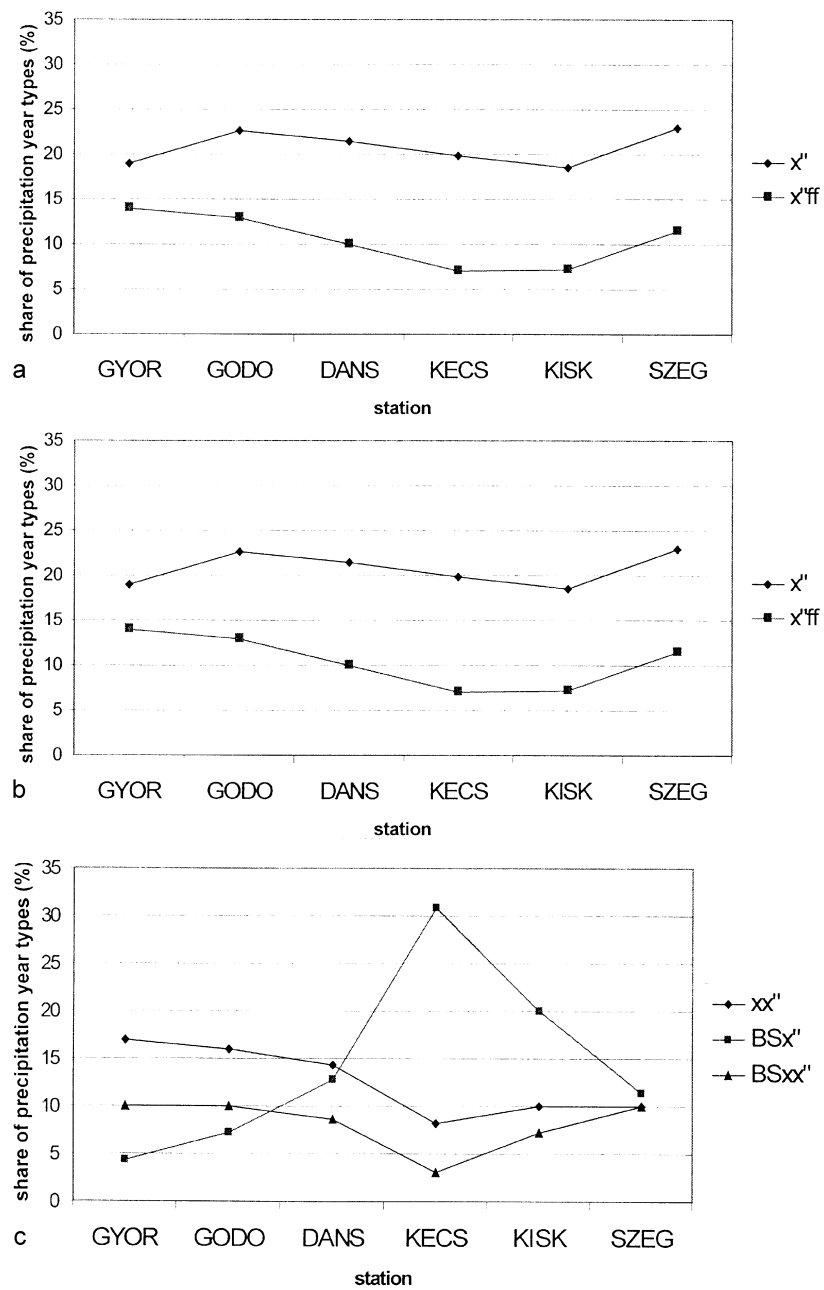 share of precipitation year types (%)
35
30
25
20
15
10
5
0
x"
x"ff
GYOR GODO DANS KECS KISK SZEG
a
station
share of precipitation year types (%)
35
30
25
20
15
10
5
0
x"
x"ff
GYOR GODO DANS KECS KISK SZEG
b
station
share of precipitation year types (%)
35
30
25
20
15
10
5
0
xx"
BSx"
BSxx"
GYOR GODO DANS KECS KISK SZEG
c
station